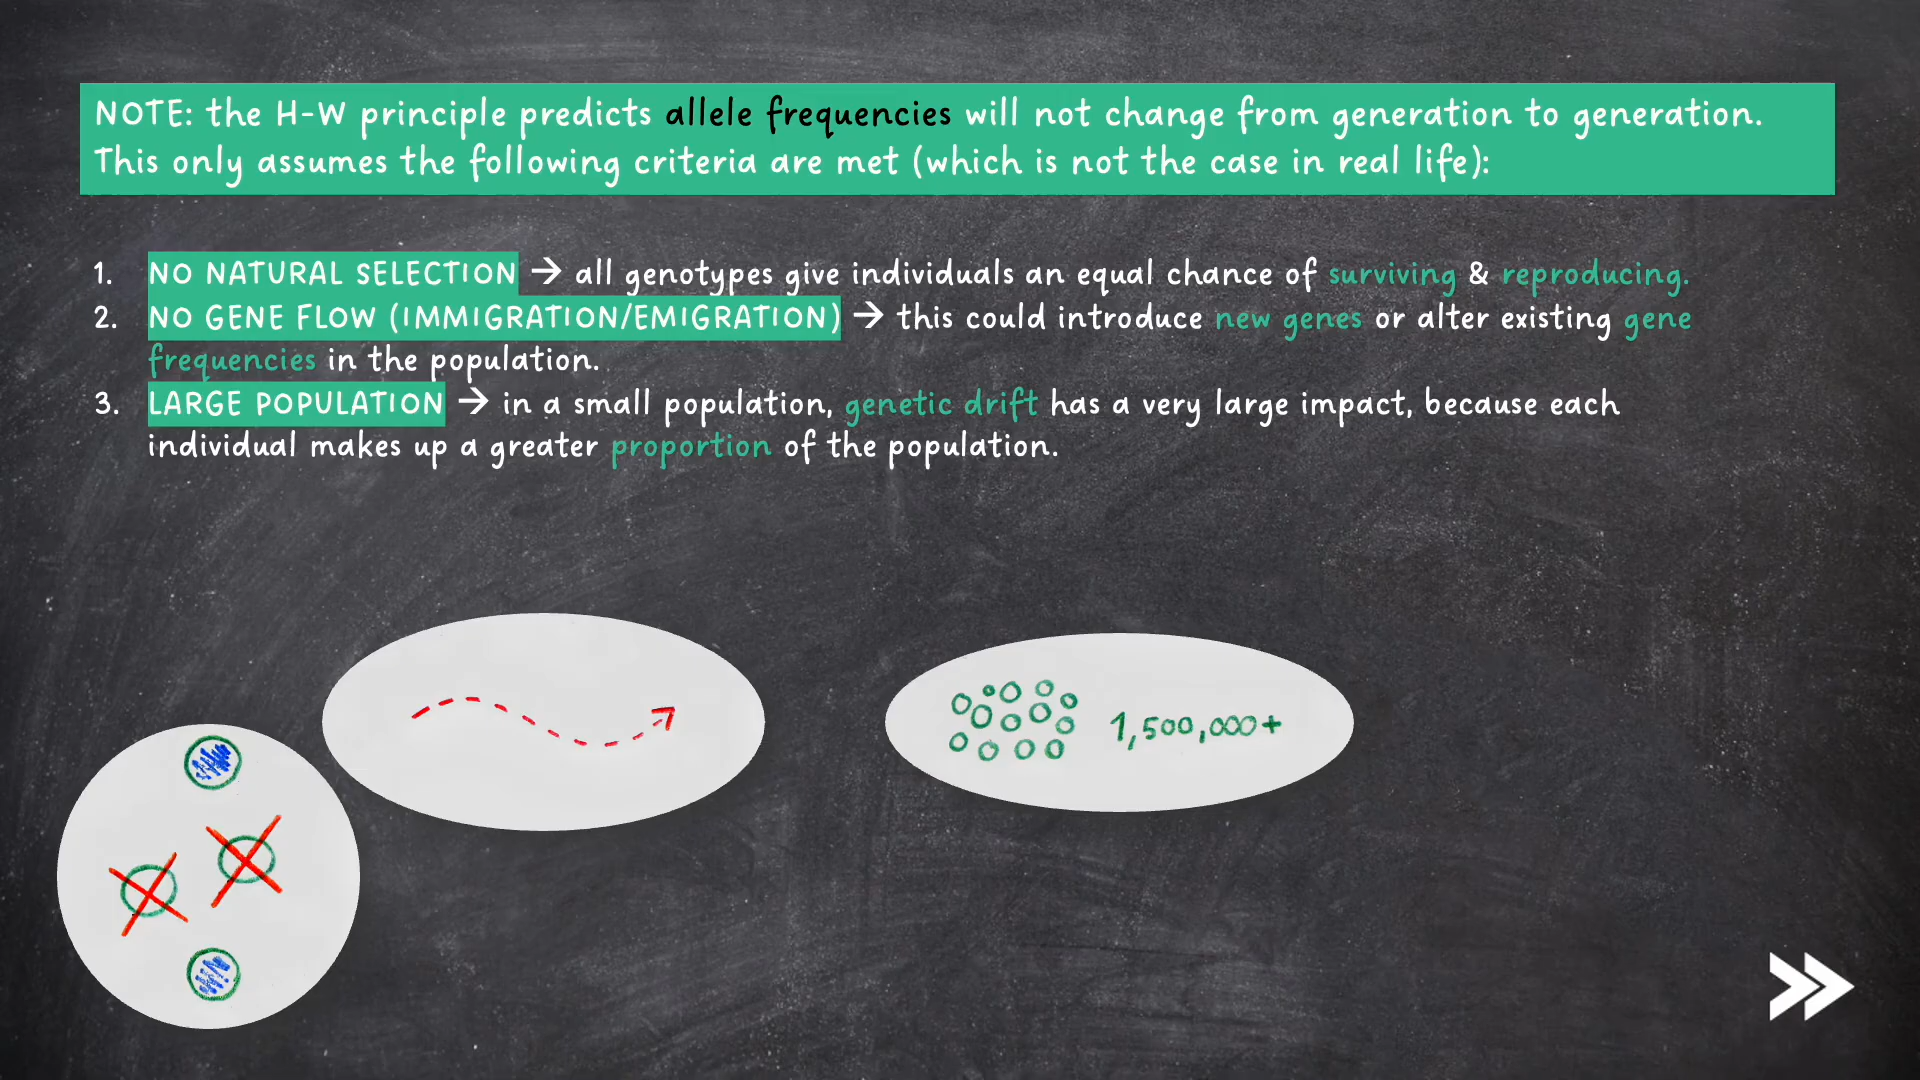 NOTE: the H-W principle predicts allele frequencies will not change from generation to generation.
This only assumes the following criteria are met (which is not the case in real life):
1. NO NATURAL SELECTION → all genotypes give individuals an equal chance of surviving & reproducing.
2. NO GENE FLOW (IMMIGRATION/EMIGRATION) → this could introduce new genes or alter existing gene
frequencies in the population.
3. LARGE POPULATION → in a small population, genetic drift has a very large impact, because each
individual makes up a greater proportion of the population.
1,500,000+